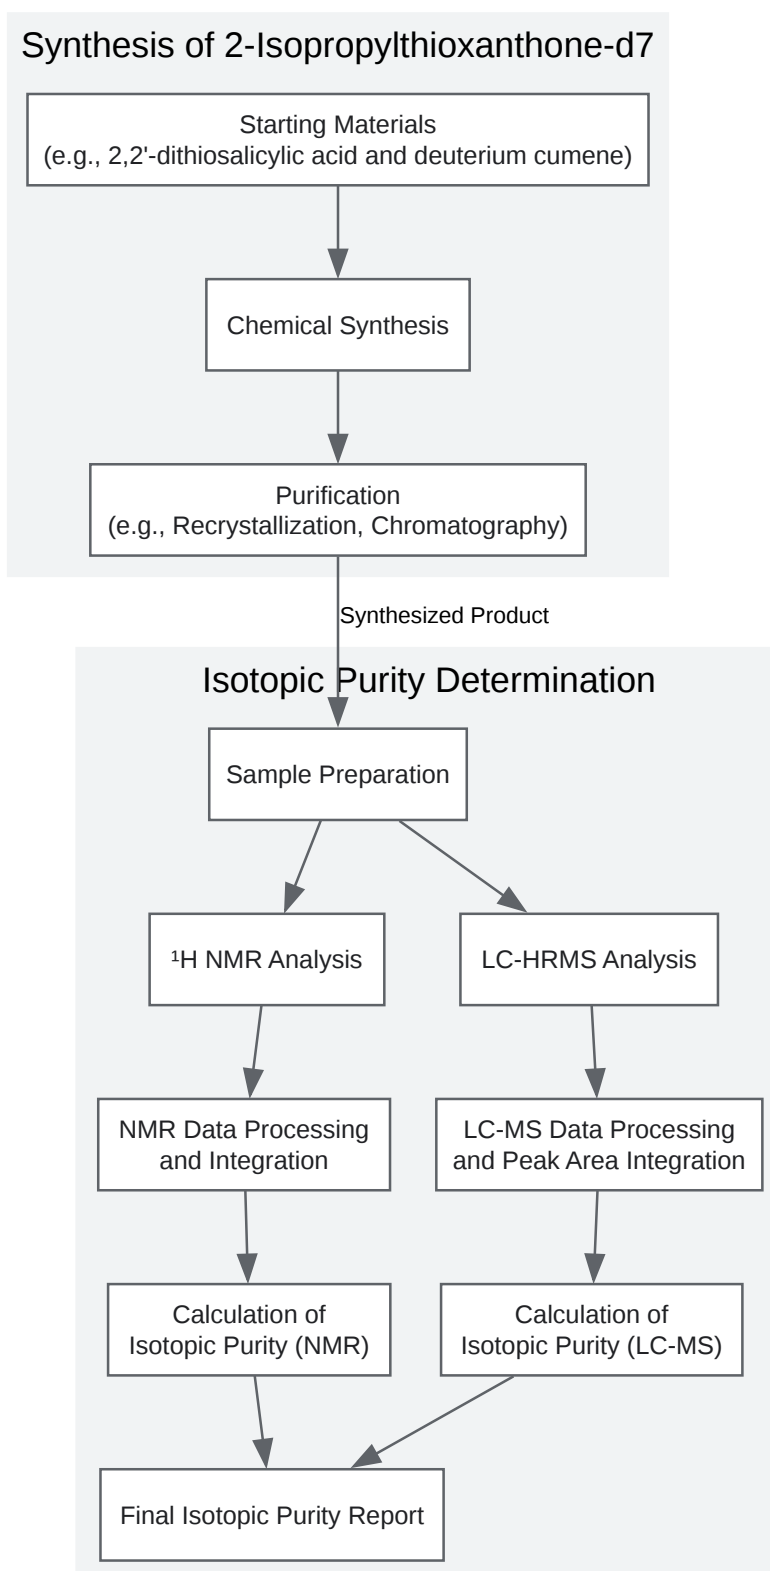 Synthesis of 2-Isopropylthioxanthone-d7
Starting Materials
(e.g., 2,2'-dithiosalicylic acid and deuterium cumene)
Chemical Synthesis
Purification
(e.g., Recrystallization, Chromatography)
Synthesized Product
Isotopic Purity Determination
Sample Preparation
¹H NMR Analysis
LC-HRMS Analysis
NMR Data Processing
and Integration
LC-MS Data Processing
and Peak Area Integration
Calculation of
Isotopic Purity (NMR)
Calculation of
Isotopic Purity (LC-MS)
Final Isotopic Purity Report